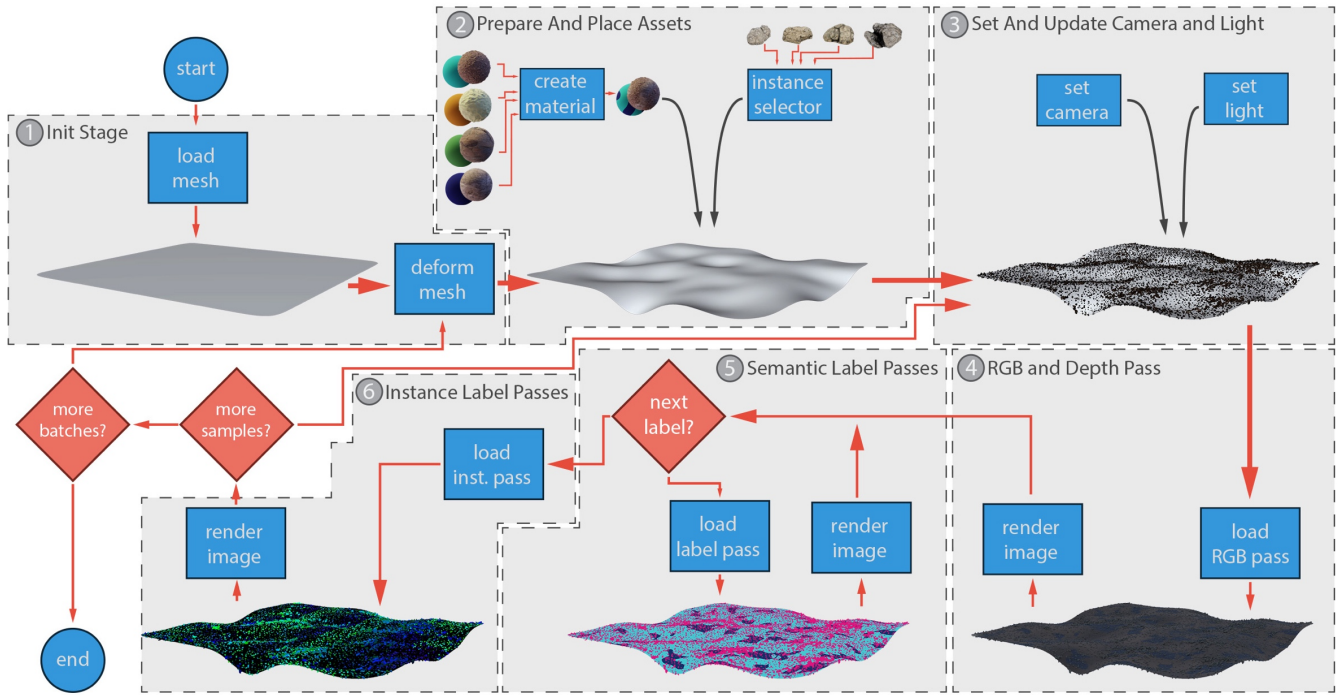 start
1 Init Stage
load
mesh
deform
mesh
2 Prepare And Place Assets
create
material
instance
selector
3 Set And Update Camera and Light
set
camera
set
light
4 RGB and Depth Pass
load
RGB pass
render
image
5 Semantic Label Passes
next
label?
load
label pass
render
image
6 Instance Label Passes
load
inst. pass
render
image
more
samples?
more
batches?
end